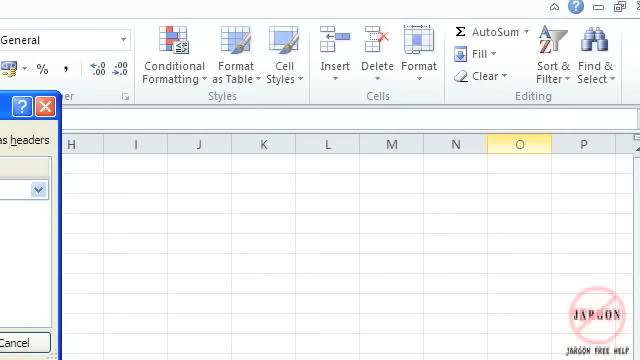 General
Conditional
Formatting
Format
as Table
Cell
Styles
Insert
Delete
Format
Σ AutoSum
Fill
Clear
Sort &
Filter
Find &
Select
%
,
.0
.00
.00
.0
Styles
Cells
Editing
?
as headers
H I J K L M N O P
Cancel
JARGON
JARGON FREE HELP